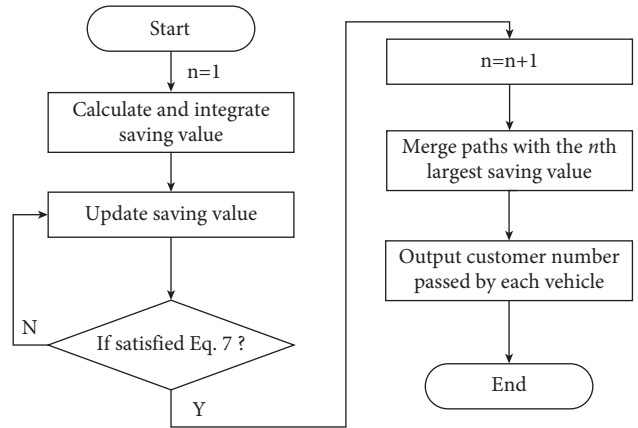 Start
n=1
Calculate and integrate
saving value
Update saving value
N
If satisfied Eq. 7 ?
Y
n=n+1
Merge paths with the nth
largest saving value
Output customer number
passed by each vehicle
End